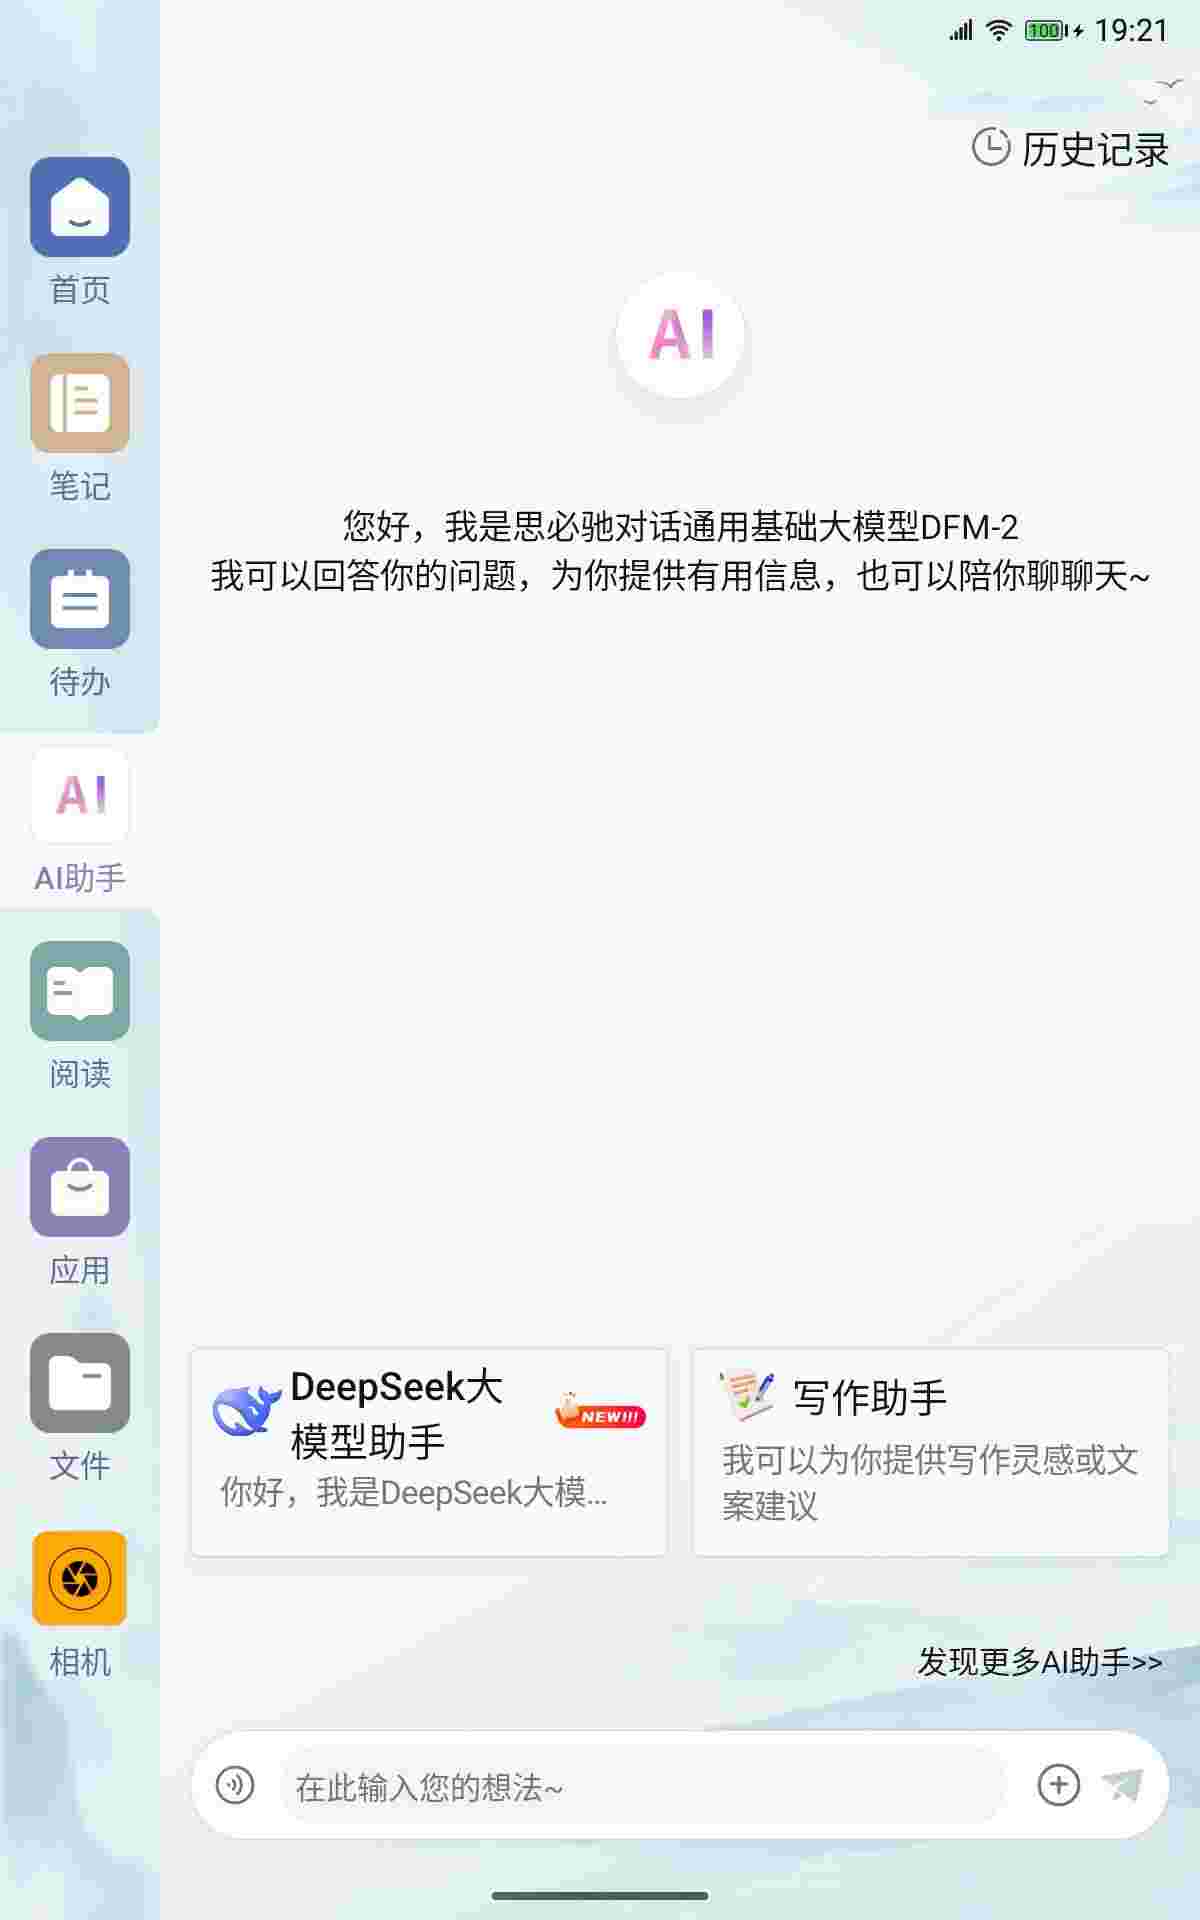 100 19:21
历史记录
首页
笔记
待办
AI
AI助手
阅读
应用
文件
相机
AI
您好，我是思必驰对话通用基础大模型DFM-2
我可以回答你的问题，为你提供有用信息，也可以陪你聊聊天~
DeepSeek大
模型助手
NEW!!!
你好，我是DeepSeek大模...
写作助手
我可以为你提供写作灵感或文
案建议
发现更多AI助手>>
在此输入您的想法~